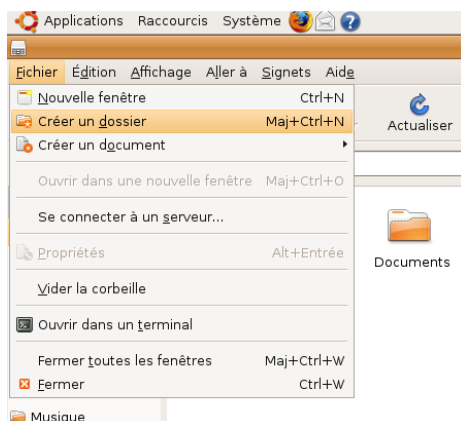 Applications Raccourcis Système
Fichier Édition Affichage Aller à Signets Aide
Nouvelle fenêtre Ctrl+N
Créer un dossier Maj+Ctrl+N
Créer un document
Ouvrir dans une nouvelle fenêtre Maj+Ctrl+O
Se connecter à un serveur...
Propriétés Alt+Entrée
Vider la corbeille
Ouvrir dans un terminal
Fermer toutes les fenêtres Maj+Ctrl+W
Fermer Ctrl+W
Actualiser
Documents
Musique